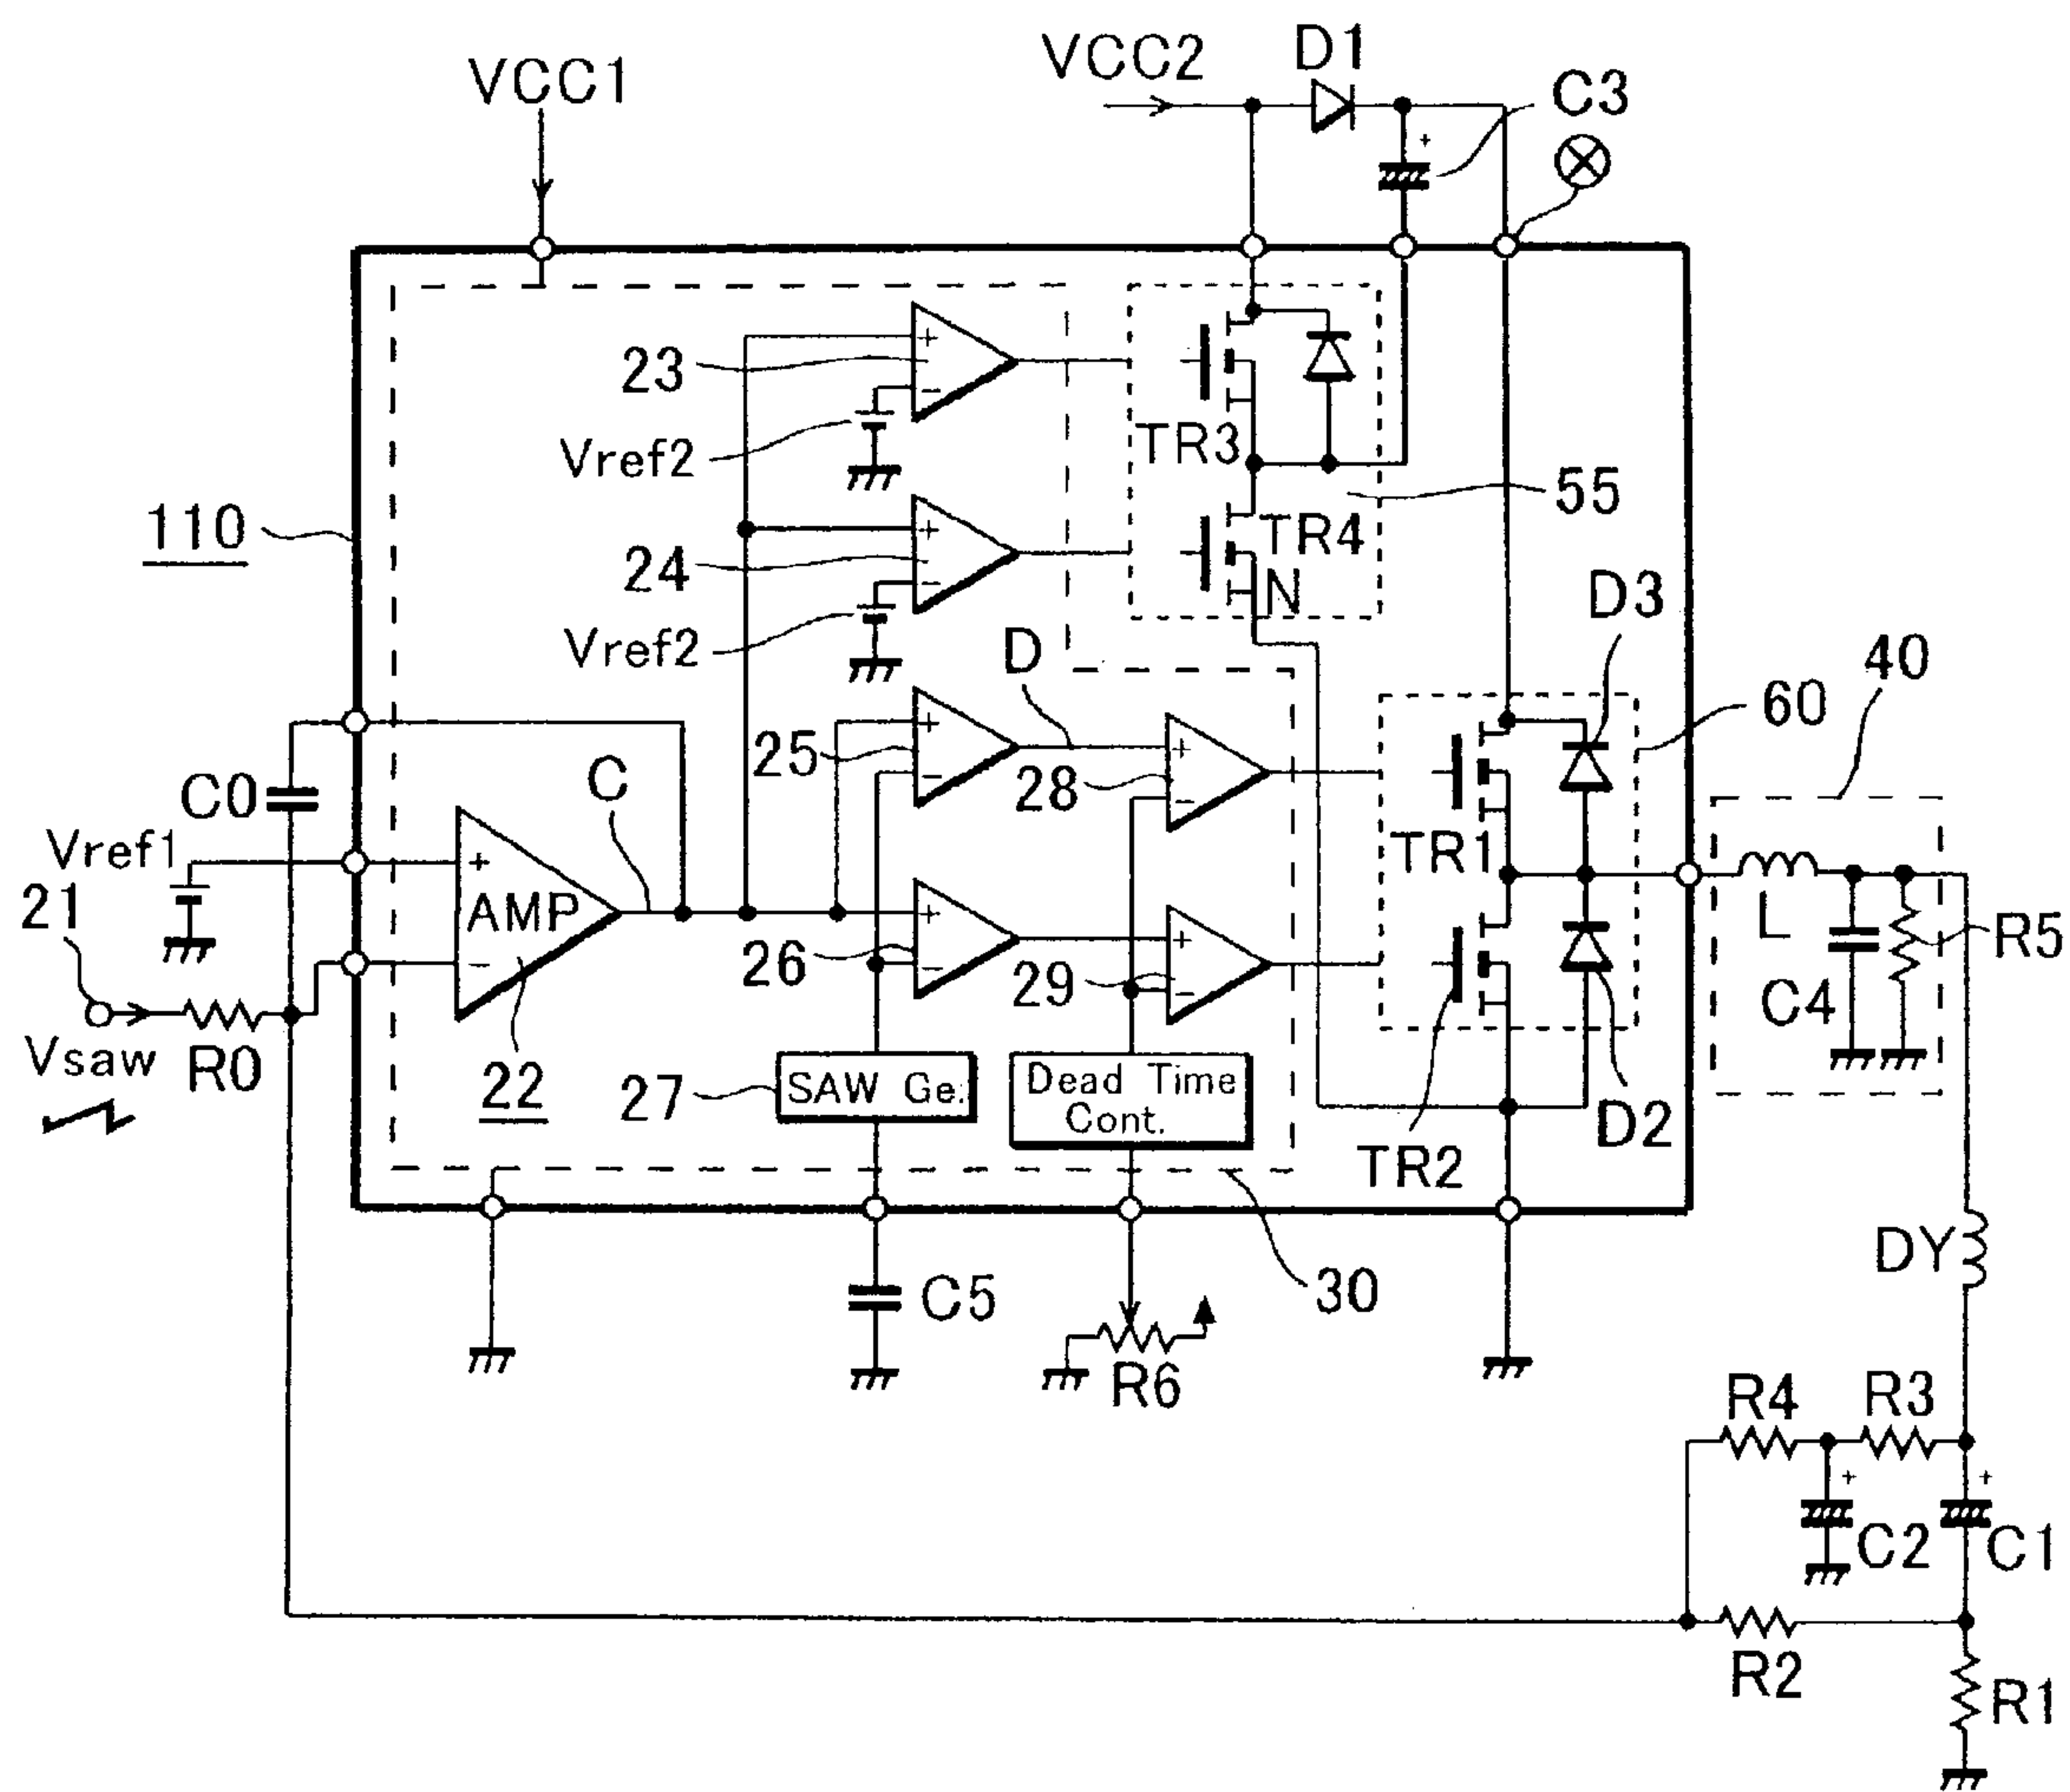 VCC1
VCC2
D1
C3
+
110
23
+
−
Vref2
TR3
55
24
+
−
Vref2
TR4
N
D3
60
40
D
25
+
−
28
+
−
C0
C
TR1
Vref1
+
AMP
−
22
21
Vsaw
R0
26
+
−
29
+
−
L
R5
C4
27
SAW Ge.
Dead Time
Cont.
D2
TR2
30
DY
C5
R6
R4
R3
+
+
C2
C1
R2
R1